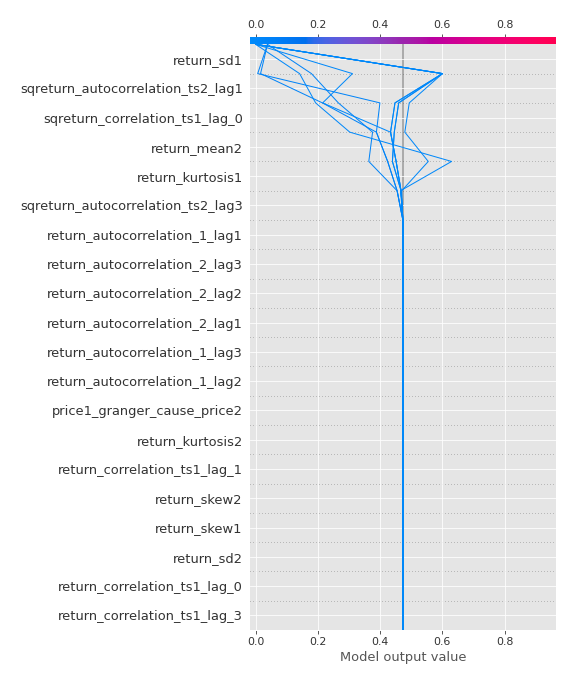 0.0 0.2 0.4 0.6 0.8
return_sd1
sqreturn_autocorrelation_ts2_lag1
sqreturn_correlation_ts1_lag_0
return_mean2
return_kurtosis1
sqreturn_autocorrelation_ts2_lag3
return_autocorrelation_1_lag1
return_autocorrelation_2_lag3
return_autocorrelation_2_lag2
return_autocorrelation_2_lag1
return_autocorrelation_1_lag3
return_autocorrelation_1_lag2
price1_granger_cause_price2
return_kurtosis2
return_correlation_ts1_lag_1
return_skew2
return_skew1
return_sd2
return_correlation_ts1_lag_0
return_correlation_ts1_lag_3
0.0 0.2 0.4 0.6 0.8
Model output value